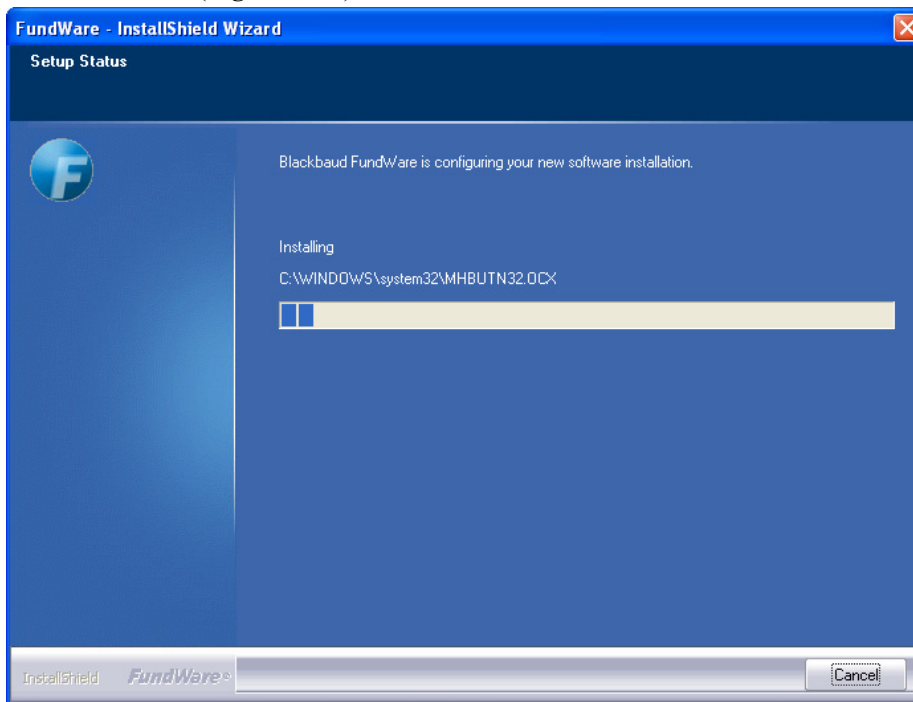 FundWare - InstallShield Wizard
Setup Status
F
Blackbaud FundWare is configuring your new software installation.
Installing
C:\WINDOWS\system32\MHBUTN32.OCX
InstallShield
FundWare®
Cancel